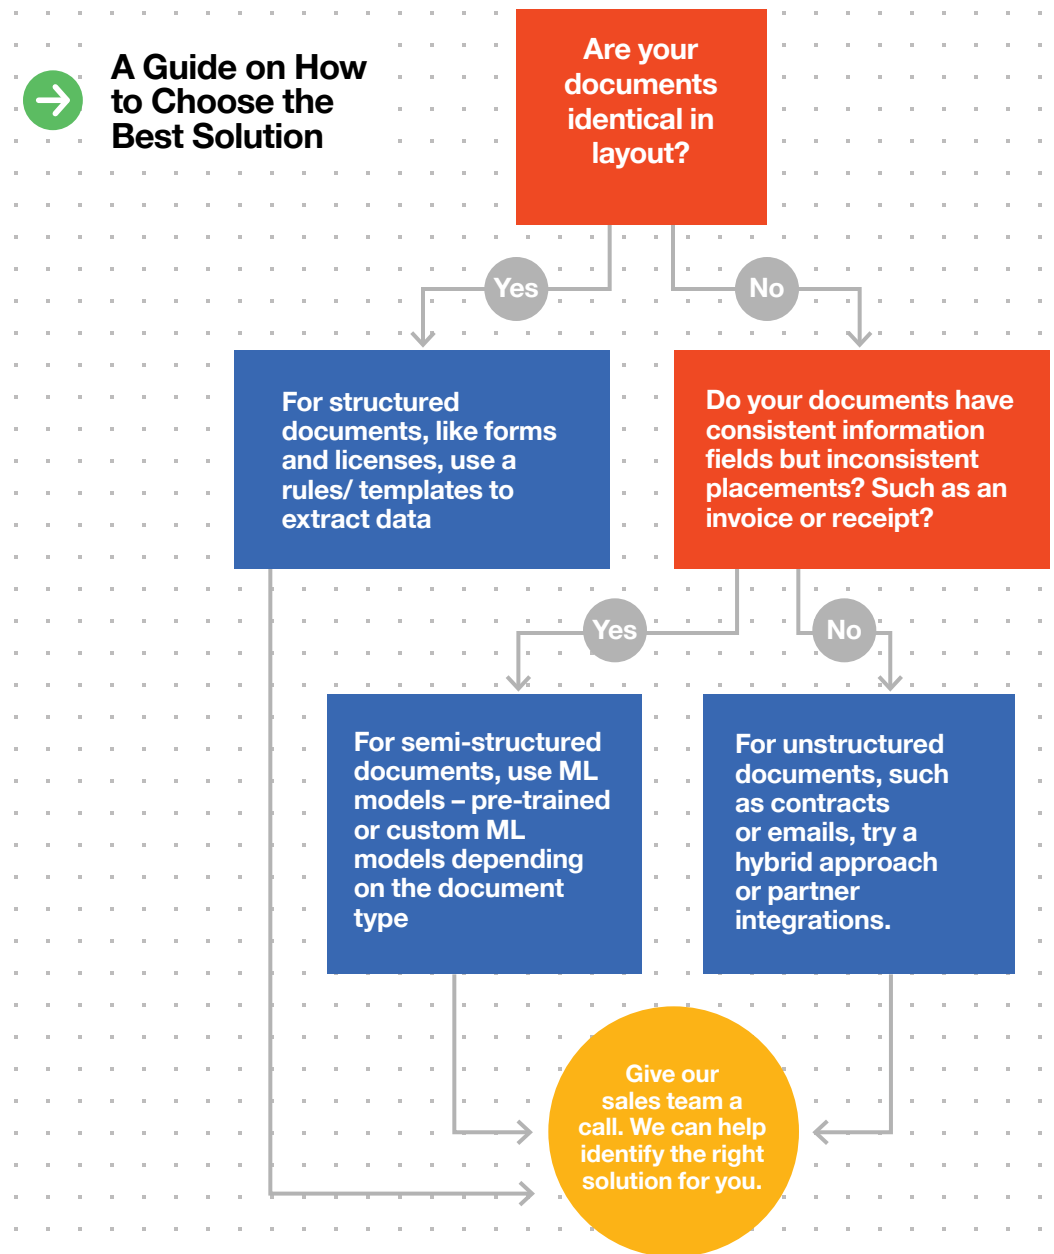 A Guide on How
to Choose the
Best Solution
Are your
documents
identical in
layout?
Yes
No
For structured
documents, like forms
and licenses, use a
rules/ templates to
extract data
Do your documents have
consistent information
fields but inconsistent
placements? Such as an
invoice or receipt?
Yes
No
For semi-structured
documents, use ML
models – pre-trained
or custom ML
models depending
on the document
type
For unstructured
documents, such
as contracts
or emails, try a
hybrid approach
or partner
integrations.
Give our
sales team a
call. We can help
identify the right
solution for you.